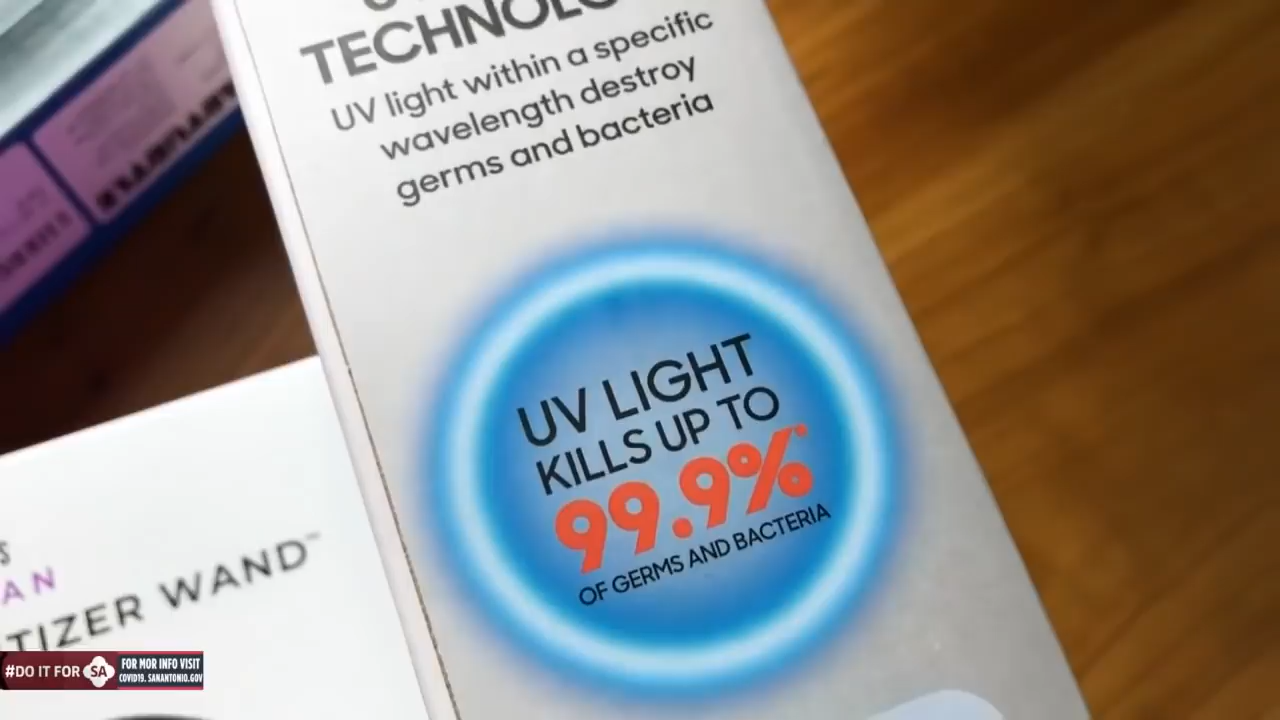 TECHNOLO
UV light within a specific
wavelength destroy
germs and bacteria
UV LIGHT
KILLS UP TO
99.9%*
OF GERMS AND BACTERIA
S
AN
TIZER WAND™
#DO IT FOR SA
FOR MOR INFO VISIT
COVID19. SANANTONIO.GOV